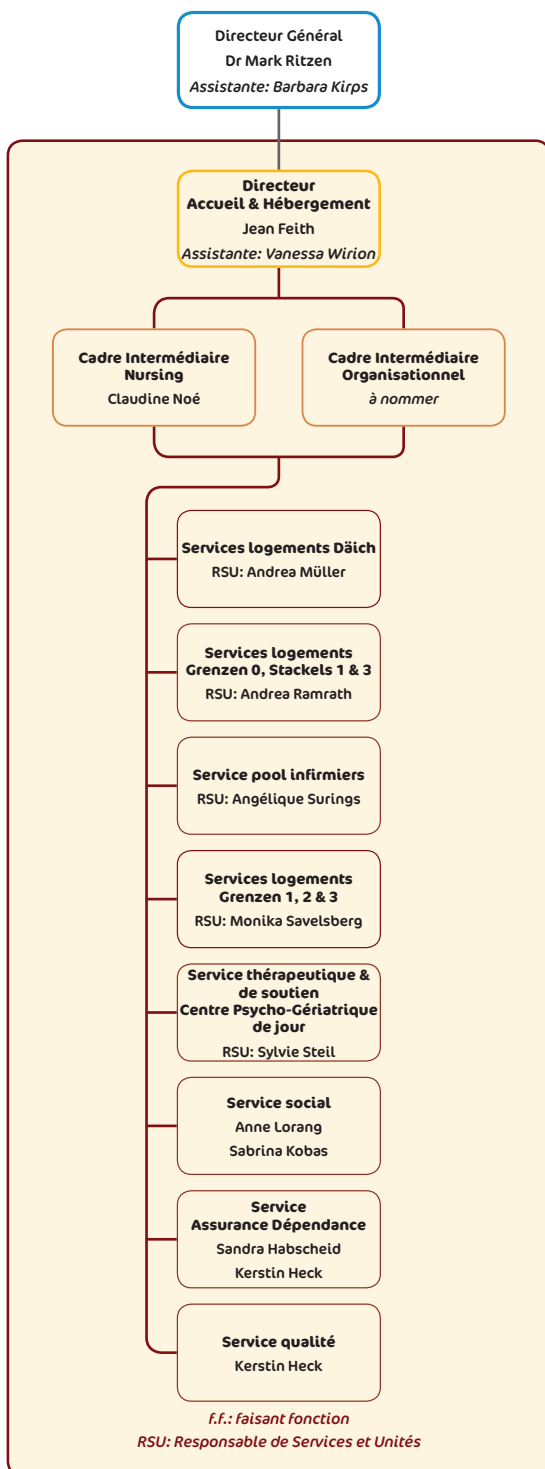 Directeur Général
Dr Mark Ritzen
Assistante: Barbara Kirps
Directeur
Accueil & Hébergement
Jean Feith
Assistante: Vanessa Wirion
Cadre Intermédiaire
Nursing
Claudine Noé
Cadre Intermédiaire
Organisationnel
à nommer
Services logements Däich
RSU: Andrea Müller
Services logements
Grenzen 0, Stackels 1 & 3
RSU: Andrea Ramrath
Service pool infirmiers
RSU: Angélique Surings
Services logements
Grenzen 1, 2 & 3
RSU: Monika Savelsberg
Service thérapeutique &
de soutien
Centre Psycho-Gériatrique
de jour
RSU: Sylvie Steil
Service social
Anne Lorang
Sabrina Kobas
Service
Assurance Dépendance
Sandra Habscheid
Kerstin Heck
Service qualité
Kerstin Heck
f.f.: faisant fonction
RSU: Responsable de Services et Unités